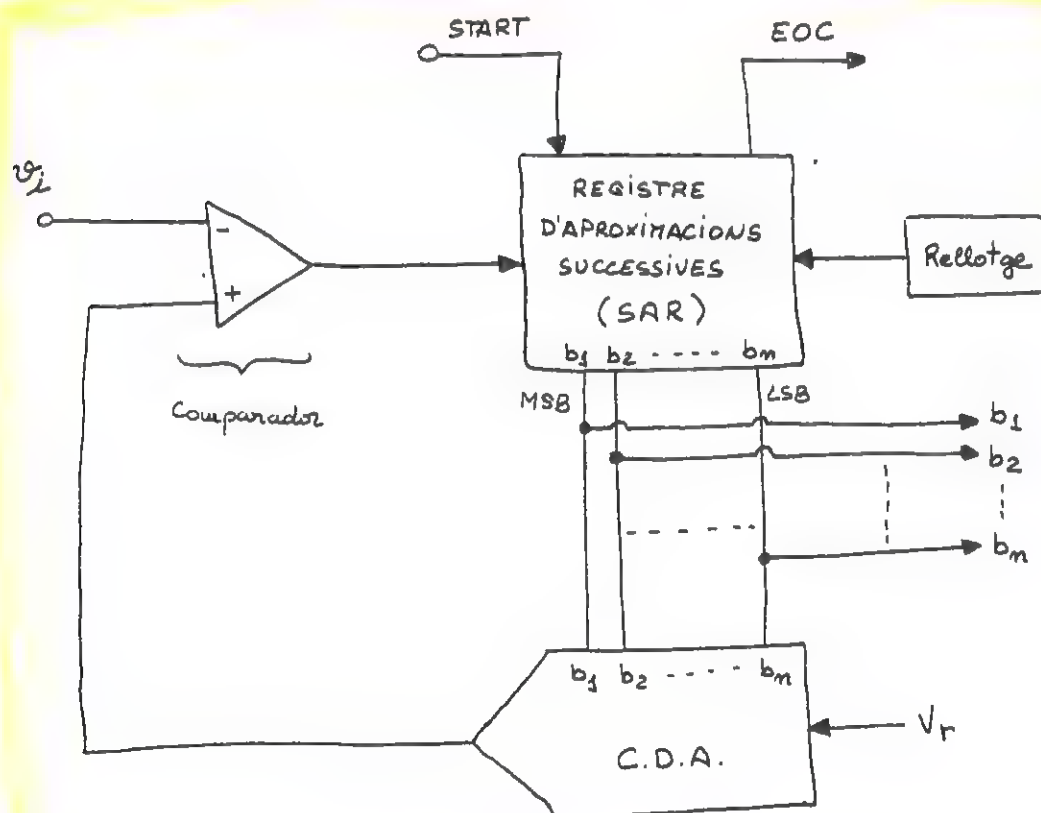 START
EOC
vi
-
+
Comparador
REGISTRE
D'APROXIMACIONS
SUCCESSIVES
(SAR)
b1 b2 ---- bn
Rellotge
MSB
LSB
b1
b2
bn
b1 b2 ---- bn
C.D.A.
Vr